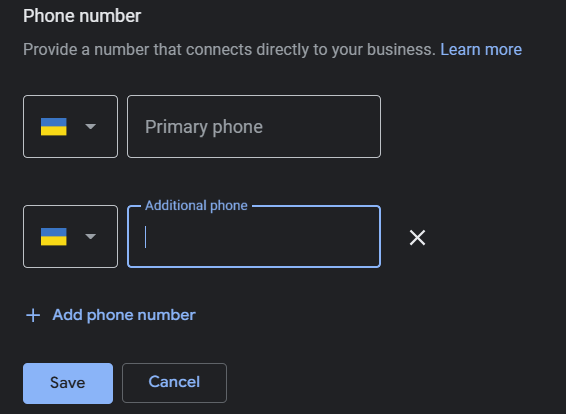 Phone number
Provide a number that connects directly to your business. Learn more
Primary phone
Additional phone
Add phone number
Save
Cancel